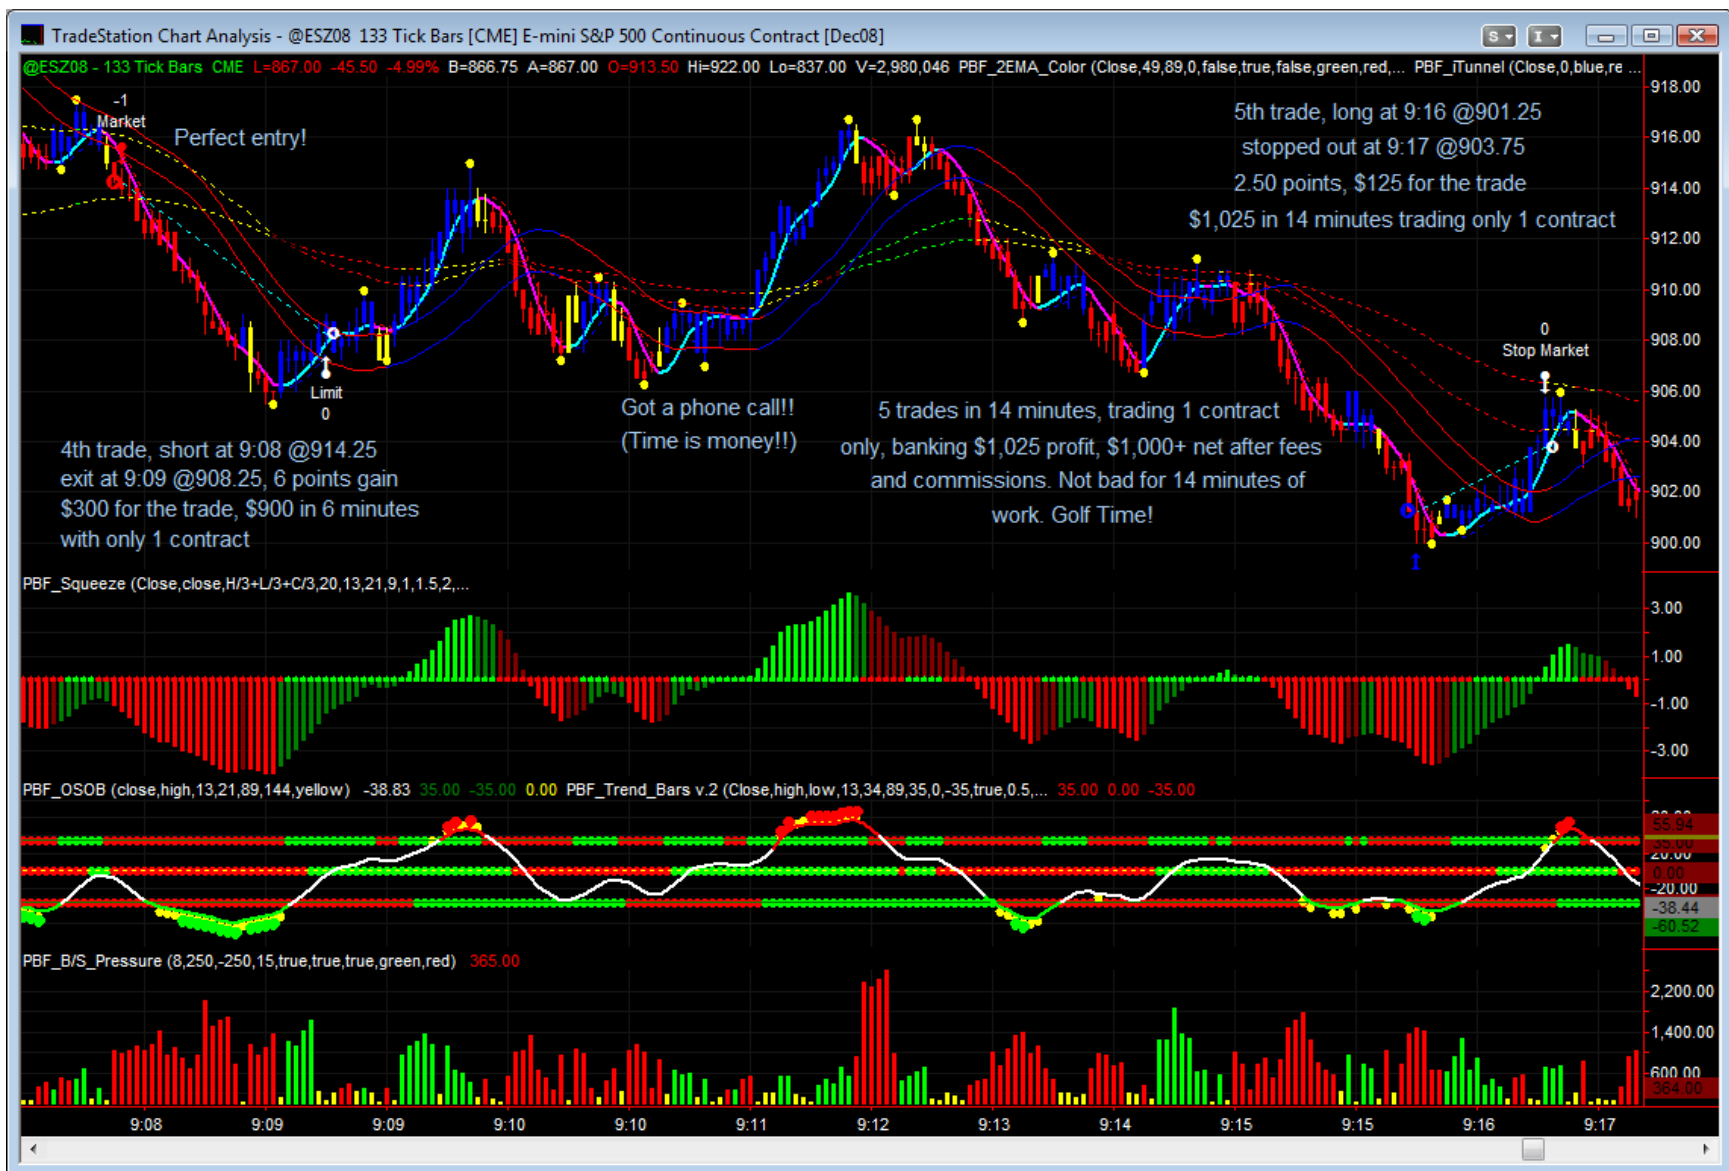 TradeStation Chart Analysis - @ESZ08 133 Tick Bars [CME] E-mini S&P 500 Continuous Contract [Dec08]
S
I
@ESZ08 - 133 Tick Bars CME L=867.00 -45.50 -4.99% B=866.75 A=867.00 O=913.50 Hi=922.00 Lo=837.00 V=2,980,046 PBF_2EMA_Color (Close,49,89,0,false,true,false,green,red,... PBF_iTunnel (Close,0,blue,re ...
-1
Market
Perfect entry!
5th trade, long at 9:16 @901.25
stopped out at 9:17 @903.75
2.50 points, $125 for the trade
$1,025 in 14 minutes trading only 1 contract
918.00
916.00
914.00
912.00
910.00
908.00
906.00
904.00
902.00
900.00
0
Stop Market
Limit
0
4th trade, short at 9:08 @914.25
exit at 9:09 @908.25, 6 points gain
$300 for the trade, $900 in 6 minutes
with only 1 contract
Got a phone call!!
(Time is money!!)
5 trades in 14 minutes, trading 1 contract
only, banking $1,025 profit, $1,000+ net after fees
and commissions. Not bad for 14 minutes of
work. Golf Time!
PBF_Squeeze (Close,close,H/3+L/3+C/3,20,13,21,9,1,1.5,2,...
3.00
1.00
-1.00
-3.00
PBF_OSOB (close,high,13,21,89,144,yellow) -38.83 35.00 -35.00 0.00 PBF_Trend_Bars v.2 (Close,high,low,13,34,89,35,0,-35,true,0.5,... 35.00 0.00 -35.00
55.94
35.00
20.00
0.00
-20.00
-38.44
-60.52
PBF_B/S_Pressure (8,250,-250,15,true,true,true,green,red) 365.00
2,200.00
1,400.00
600.00
364.00
9:08 9:09 9:09 9:10 9:10 9:11 9:12 9:13 9:14 9:15 9:15 9:16 9:17